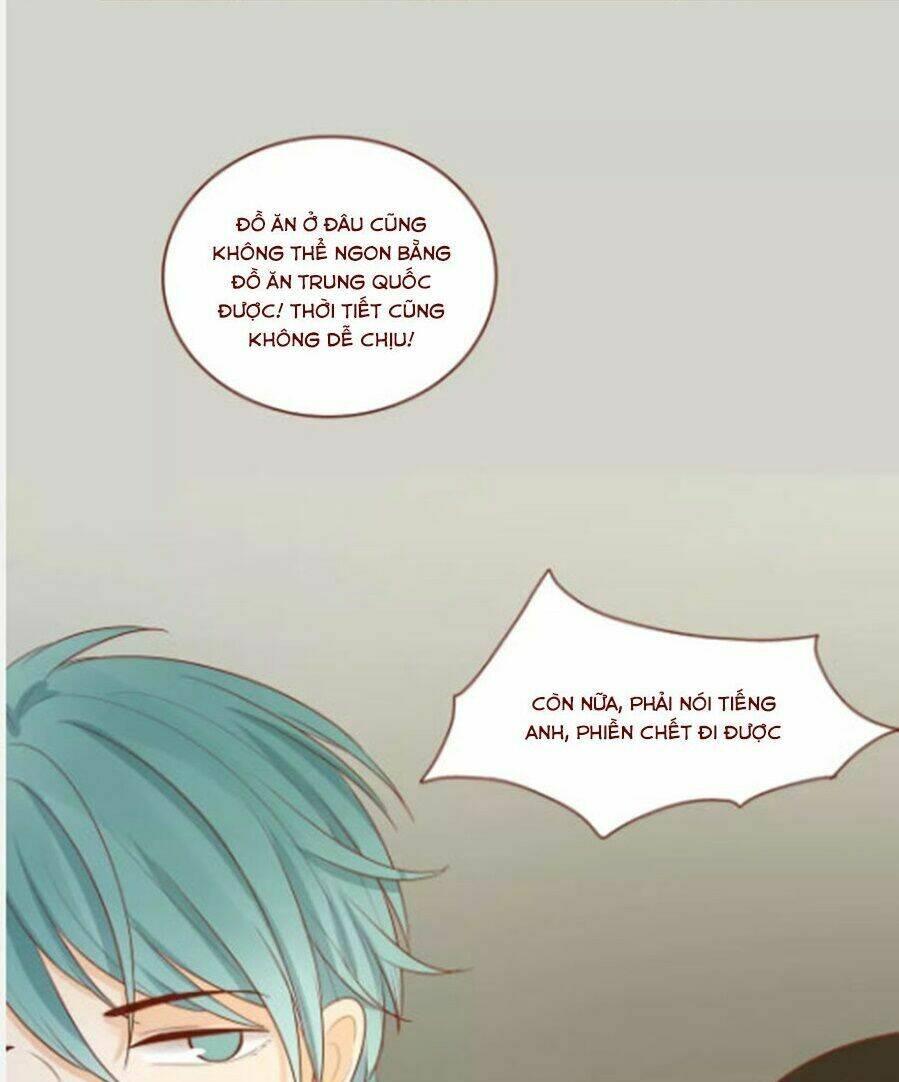 ĐỒ ĂN Ở ĐÂU CŨNG
KHÔNG THỂ NGON BẰNG
ĐỒ ĂN TRUNG QUỐC
ĐƯỢC! THỜI TIẾT CŨNG
KHÔNG DỄ CHỊU!
CÒN NỮA, PHẢI NÓI TIẾNG
ANH, PHIỀN CHẾT ĐI ĐƯỢC